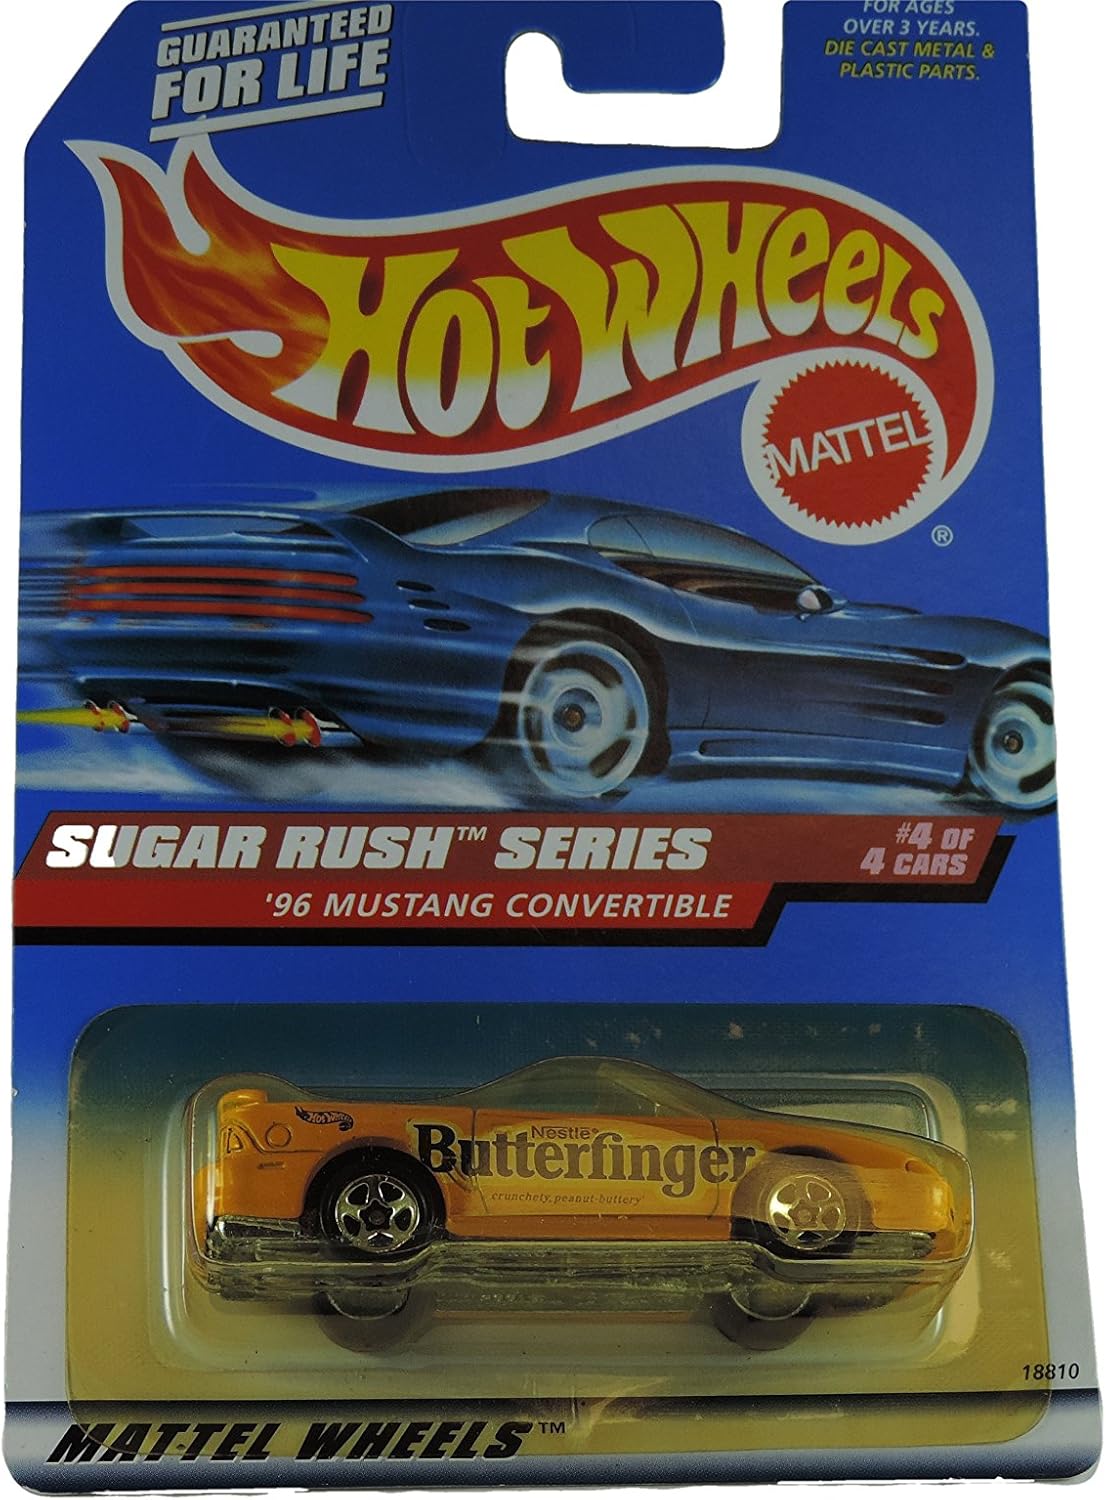 GUARANTEED
FOR LIFE
FOR AGES
OVER 3 YEARS.
DIE CAST METAL &
PLASTIC PARTS.
HOT WHEELS
MATTEL
®
SUGAR RUSH™ SERIES
#4 OF
4 CARS
'96 MUSTANG CONVERTIBLE
Hot Wheels
Nestlé®
Butterfinger
crunchety, peanut-buttery
18810
MATTEL WHEELS™